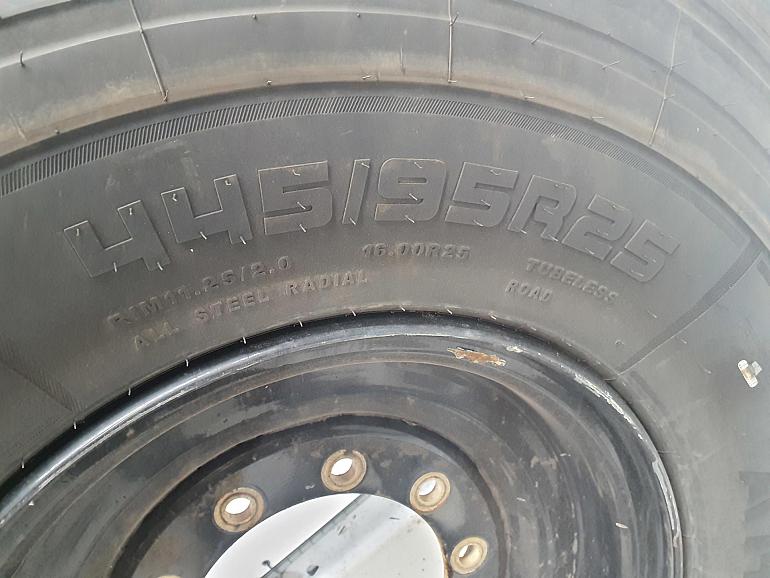 445/95R25
RIM11.25/2.0 16.00R25 TUBELESS
ALL STEEL RADIAL ROAD